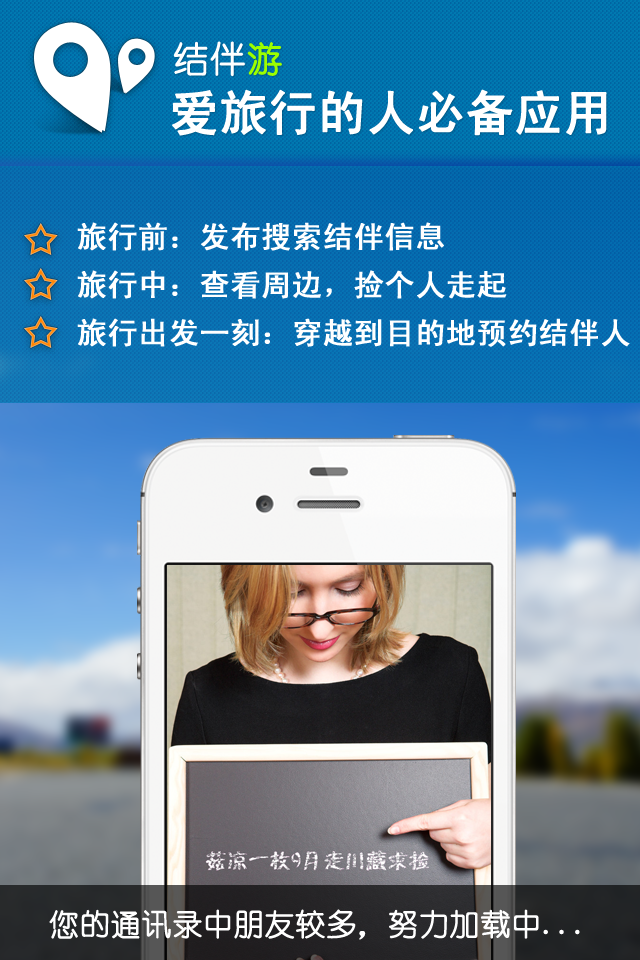 结伴游
爱旅行的人必备应用
旅行前：发布搜索结伴信息
旅行中：查看周边，捡个人走起
旅行出发一刻：穿越到目的地预约结伴人
菇凉一枚9月走川藏求捡
您的通讯录中朋友较多，努力加载中...